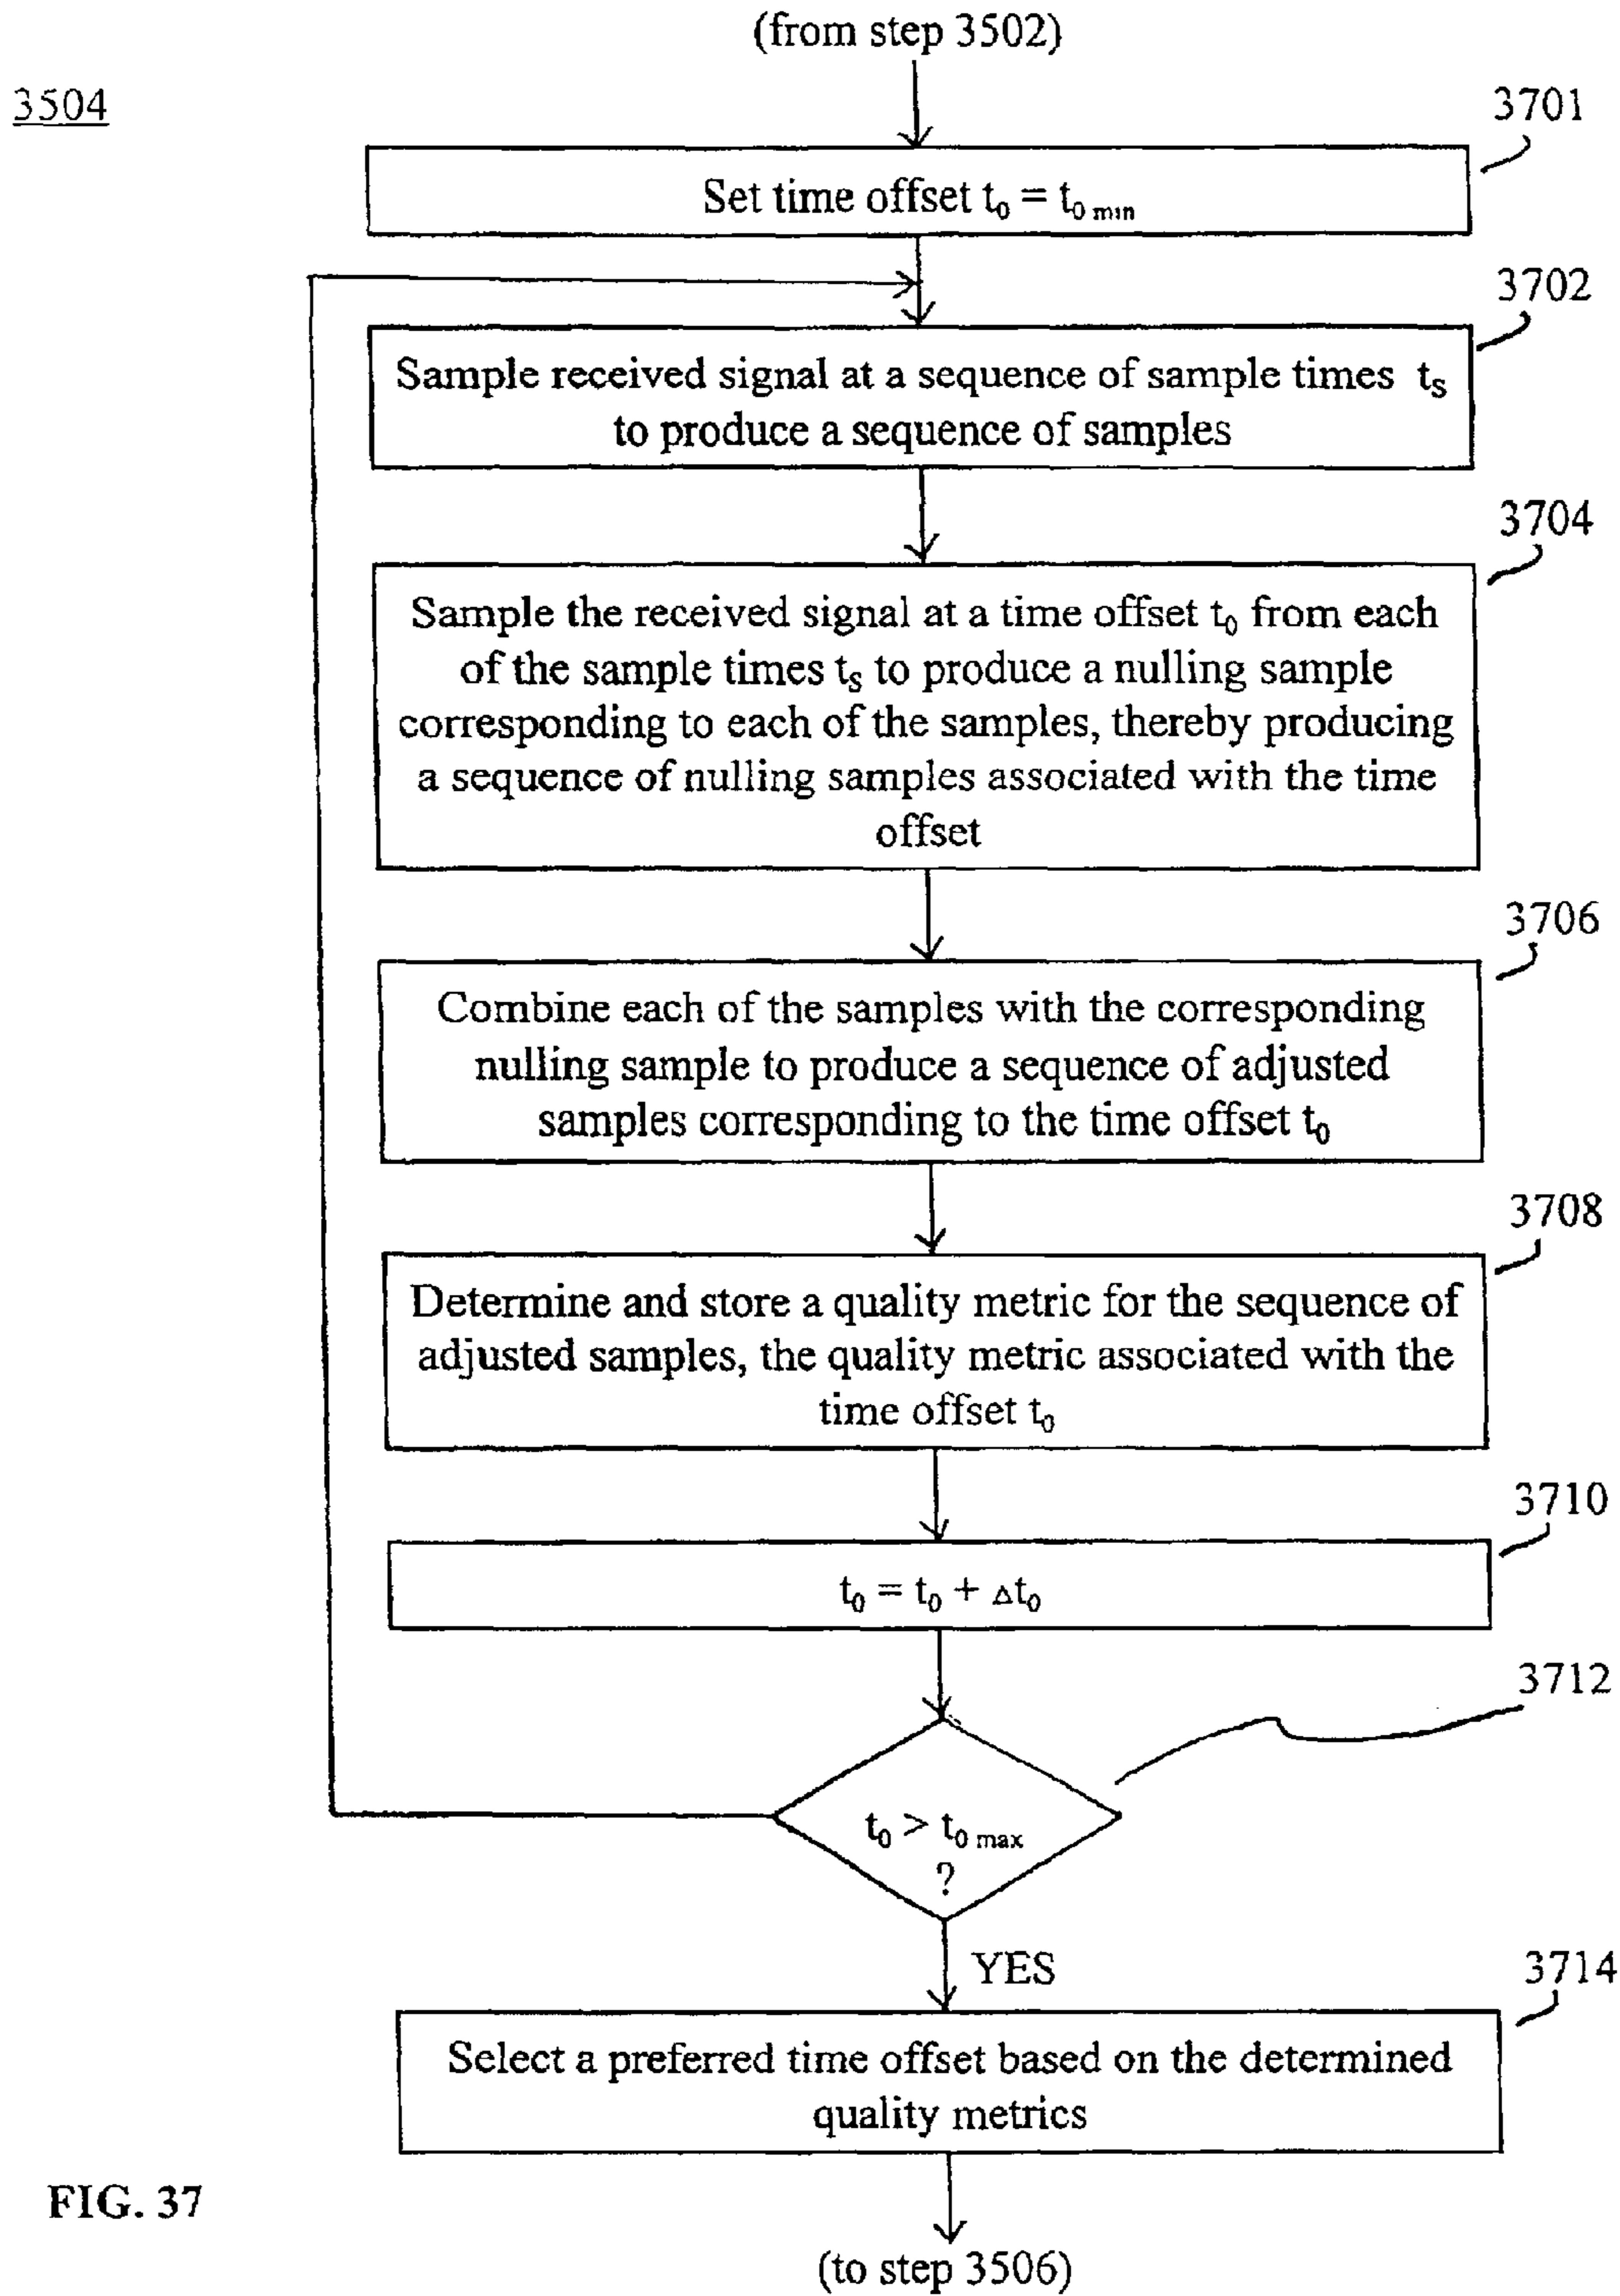 (from step 3502)
3504
3701
Set time offset t₀ = t₀ min
3702
Sample received signal at a sequence of sample times tS
to produce a sequence of samples
3704
Sample the received signal at a time offset t₀ from each
of the sample times tS to produce a nulling sample
corresponding to each of the samples, thereby producing
a sequence of nulling samples associated with the time
offset
3706
Combine each of the samples with the corresponding
nulling sample to produce a sequence of adjusted
samples corresponding to the time offset t₀
3708
Determine and store a quality metric for the sequence of
adjusted samples, the quality metric associated with the
time offset t₀
3710
t₀ = t₀ + Δt₀
3712
t₀ > t₀ max
?
YES
3714
Select a preferred time offset based on the determined
quality metrics
FIG. 37
(to step 3506)